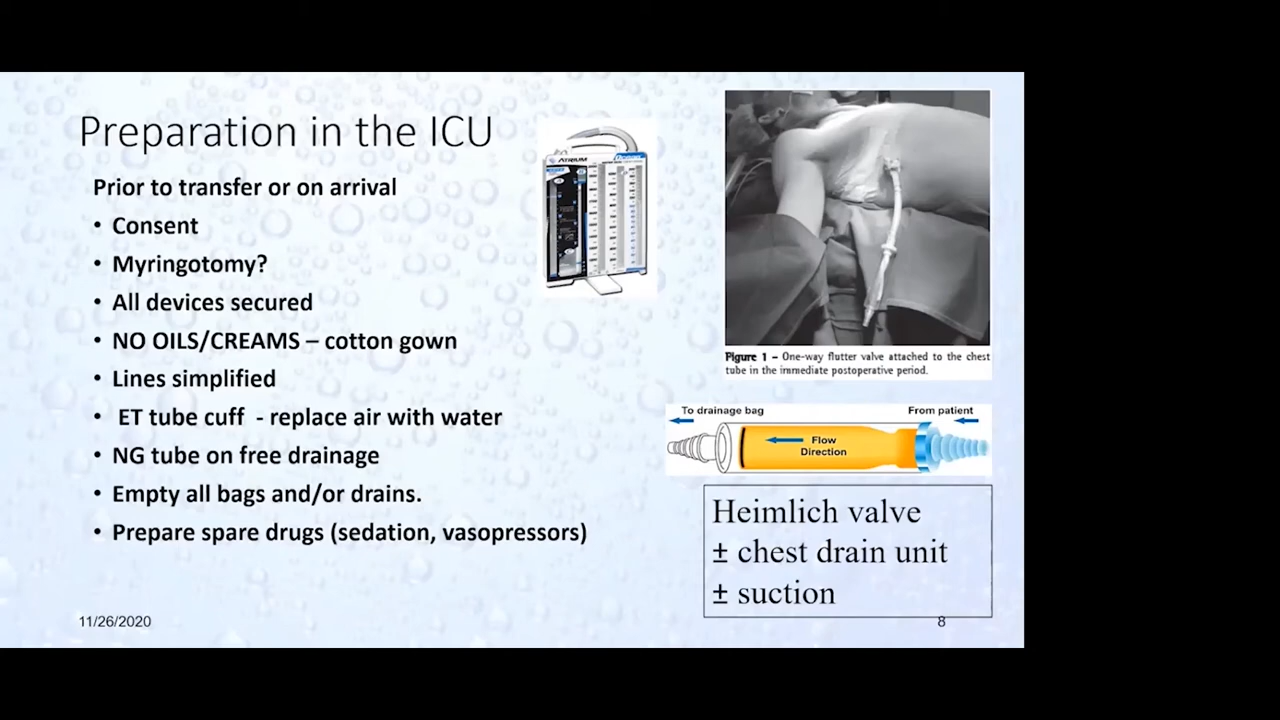 Preparation in the ICU
Prior to transfer or on arrival
• Consent
• Myringotomy?
• All devices secured
• NO OILS/CREAMS – cotton gown
• Lines simplified
• ET tube cuff - replace air with water
• NG tube on free drainage
• Empty all bags and/or drains.
• Prepare spare drugs (sedation, vasopressors)
ATRIUM
Figure 1 – One-way flutter valve attached to the chest
tube in the immediate postoperative period.
To drainage bag
From patient
Flow
Direction
Heimlich valve
± chest drain unit
± suction
11/26/2020
8